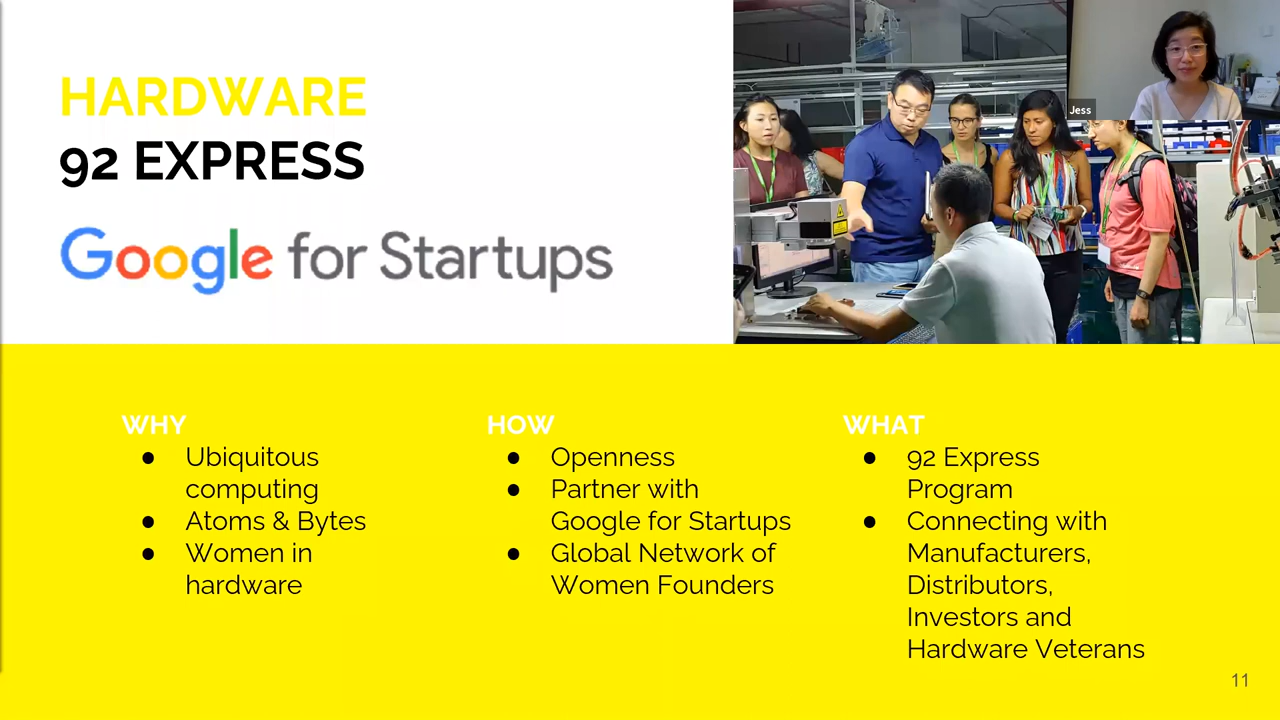 HARDWARE
92 EXPRESS
Google for Startups
Jess
WHY
● Ubiquitous
computing
● Atoms & Bytes
● Women in
hardware
HOW
● Openness
● Partner with
Google for Startups
● Global Network of
Women Founders
WHAT
● 92 Express
Program
● Connecting with
Manufacturers,
Distributors,
Investors and
Hardware Veterans
11